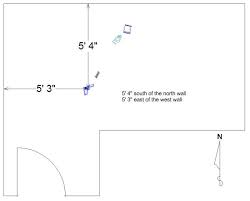 5' 4"
5' 3"
5' 4" south of the north wall
5' 3" east of the west wall
N